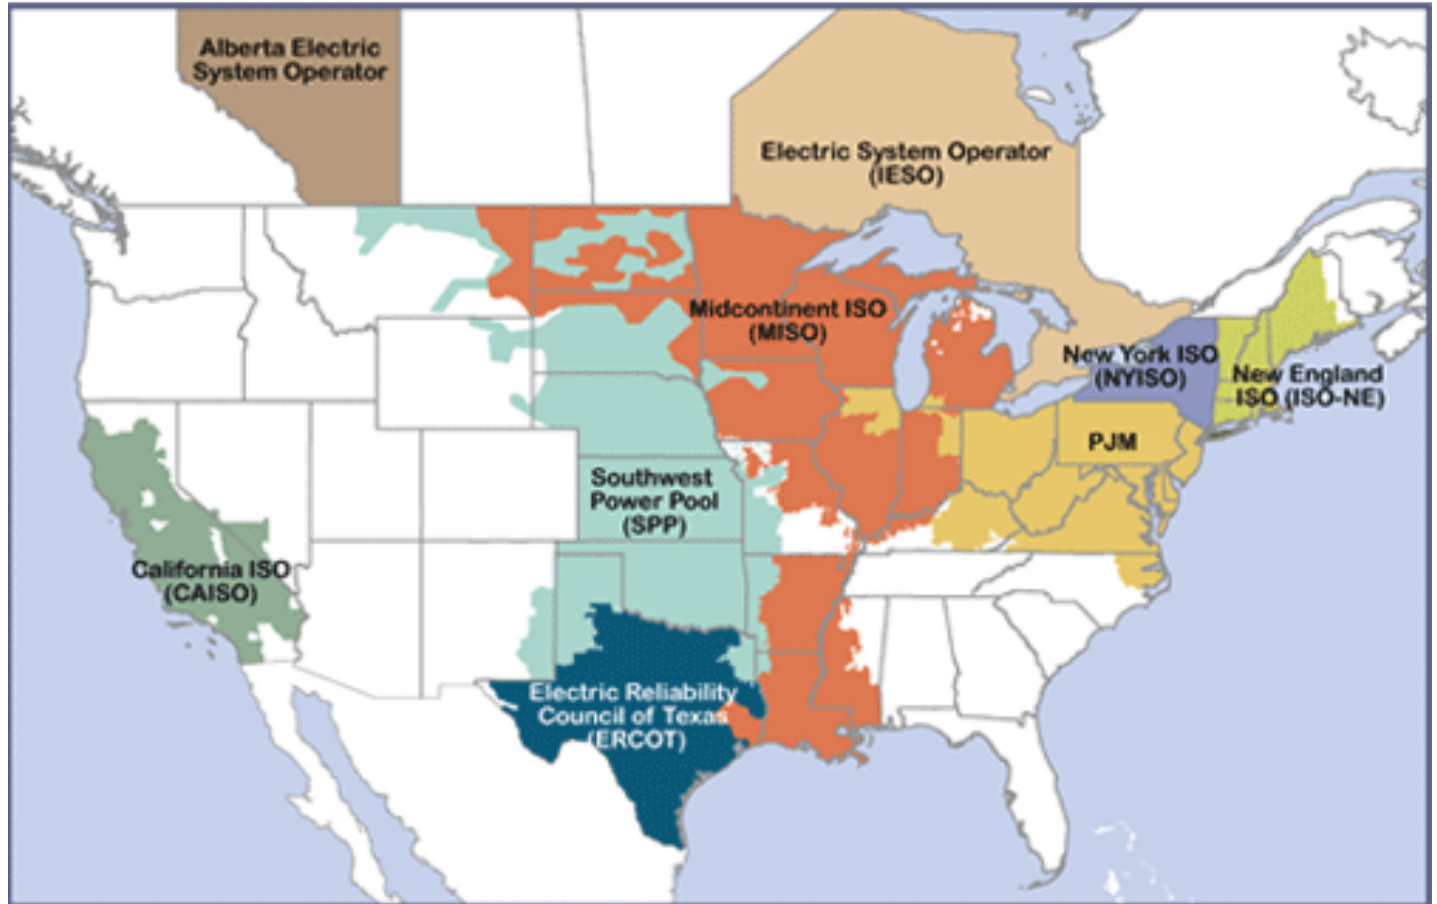 Alberta Electric
System Operator
Electric System Operator
(IESO)
Midcontinent ISO
(MISO)
New York ISO
(NYISO)
New England
ISO (ISO-NE)
PJM
Southwest
Power Pool
(SPP)
California ISO
(CAISO)
Electric Reliability
Council of Texas
(ERCOT)